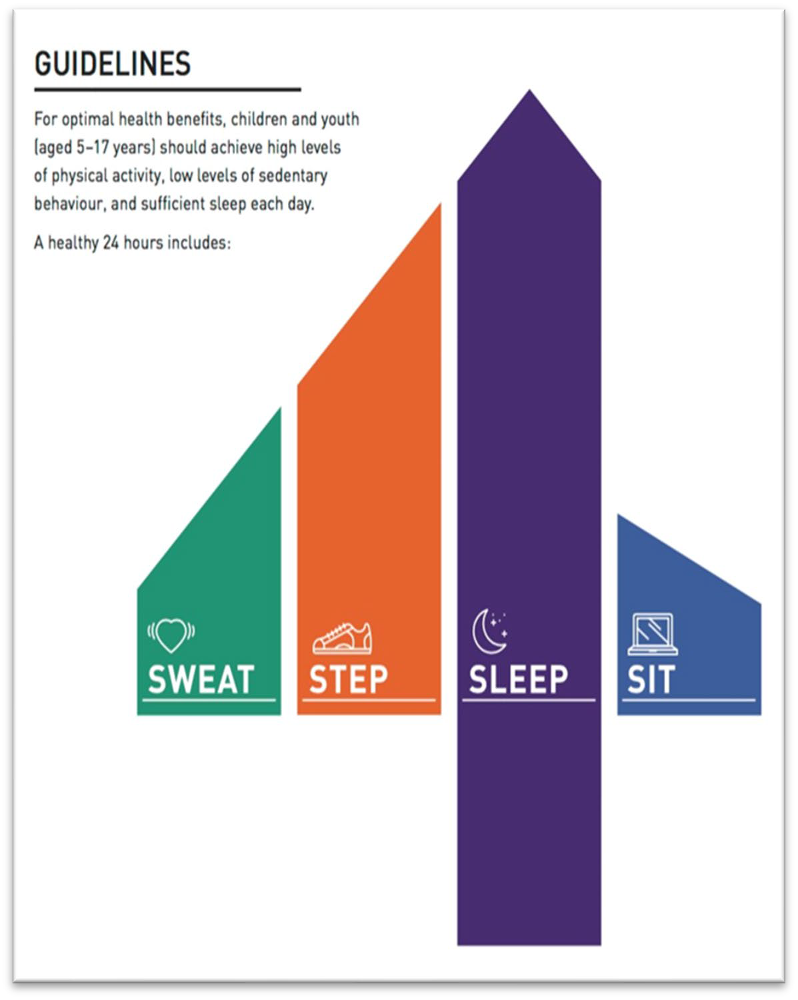 GUIDELINES
For optimal health benefits, children and youth
(aged 5–17 years) should achieve high levels
of physical activity, low levels of sedentary
behaviour, and sufficient sleep each day.
A healthy 24 hours includes:
SWEAT
STEP
SLEEP
SIT